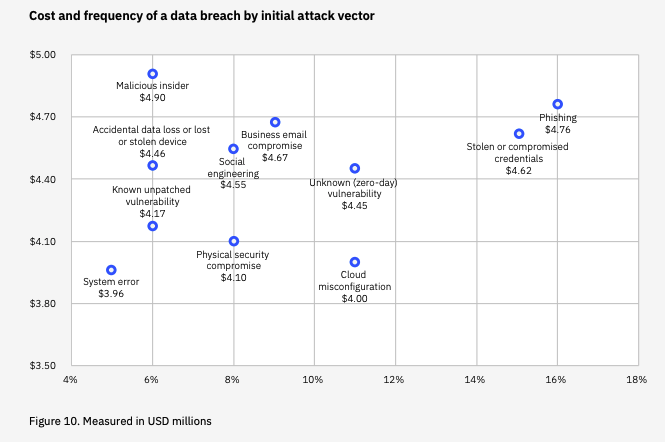 Cost and frequency of a data breach by initial attack vector
$5.00
$4.70
$4.40
$4.10
$3.80
$3.50
Malicious insider
$4.90
Phishing
$4.76
Business email
compromise
$4.67
Stolen or compromised
credentials
$4.62
Accidental data loss or lost
or stolen device
$4.46
Social
engineering
$4.55
Unknown (zero-day)
vulnerability
$4.45
Known unpatched
vulnerability
$4.17
Physical security
compromise
$4.10
System error
$3.96
Cloud
misconfiguration
$4.00
4%
6%
8%
10%
12%
14%
16%
18%
Figure 10. Measured in USD millions